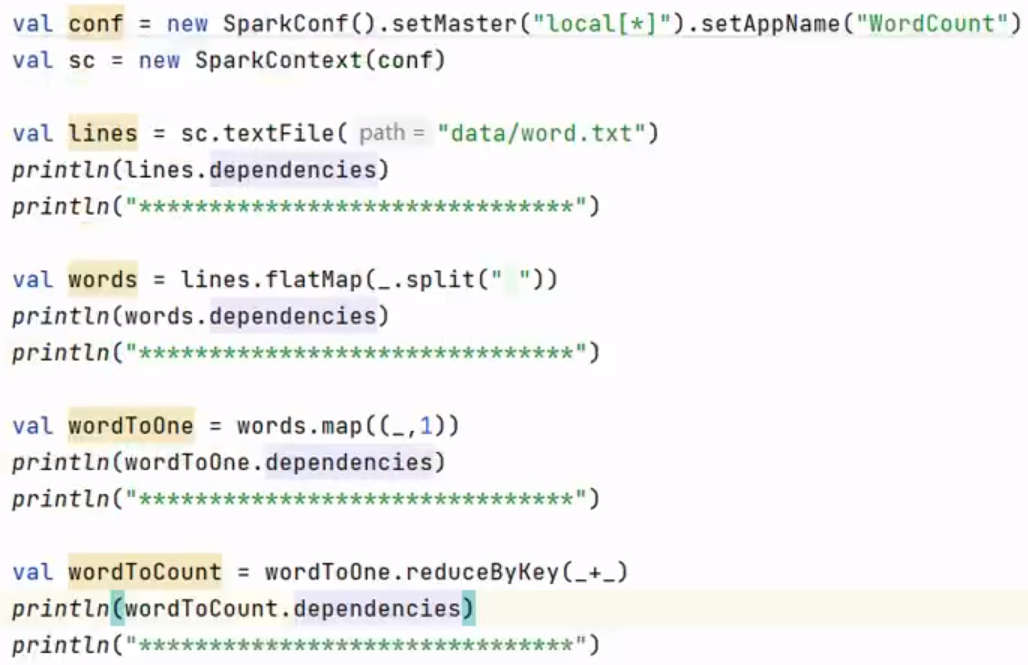 val conf = new SparkConf().setMaster("local[*]").setAppName("WordCount")
val sc = new SparkContext(conf)
val lines = sc.textFile( path = "data/word.txt")
println(lines.dependencies)
println("*******************************")
val words = lines.flatMap(_.split(" "))
println(words.dependencies)
println("*******************************")
val wordToOne = words.map((_,1))
println(wordToOne.dependencies)
println("*******************************")
val wordToCount = wordToOne.reduceByKey(_+_)
println(wordToCount.dependencies)
println("*******************************")